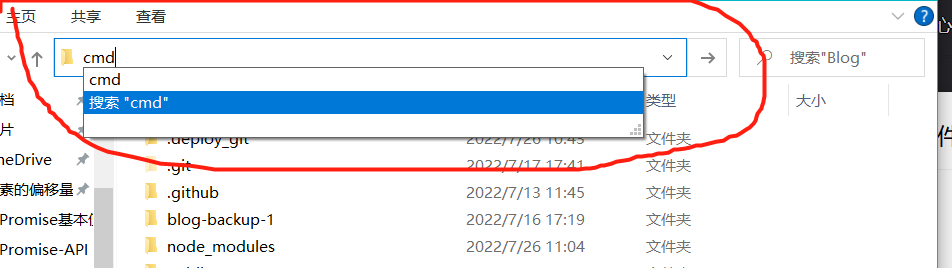 主页 共享 查看
心
cmd
搜索"Blog"
cmd
搜索 "cmd"
类型 大小
档
片
.deploy_git 2022/7/26 10:43 文件夹
件
neDrive
.git 2022/7/17 17:41 文件夹
素的偏移量
.github 2022/7/13 11:45 文件夹
Promise基本
blog-backup-1 2022/7/16 17:19 文件夹
Promise-API
node_modules 2022/7/26 11:04 文件夹